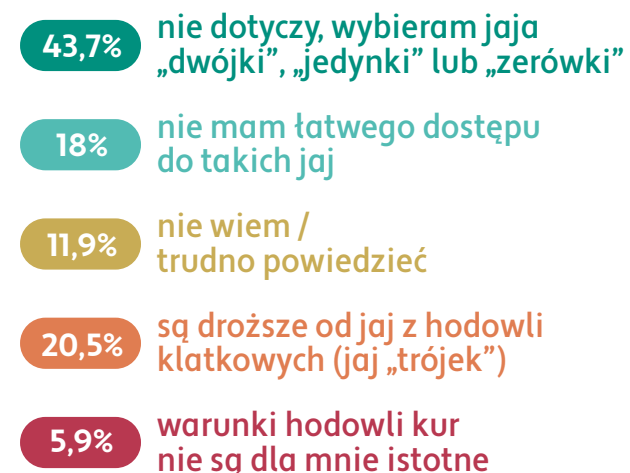 43,7%
nie dotyczy, wybieram jaja
„dwójki”, „jedynki” lub „zerówki”
18%
nie mam łatwego dostępu
do takich jaj
11,9%
nie wiem /
trudno powiedzieć
20,5%
są droższe od jaj z hodowli
klatkowych (jaj „trójek”)
5,9%
warunki hodowli kur
nie są dla mnie istotne